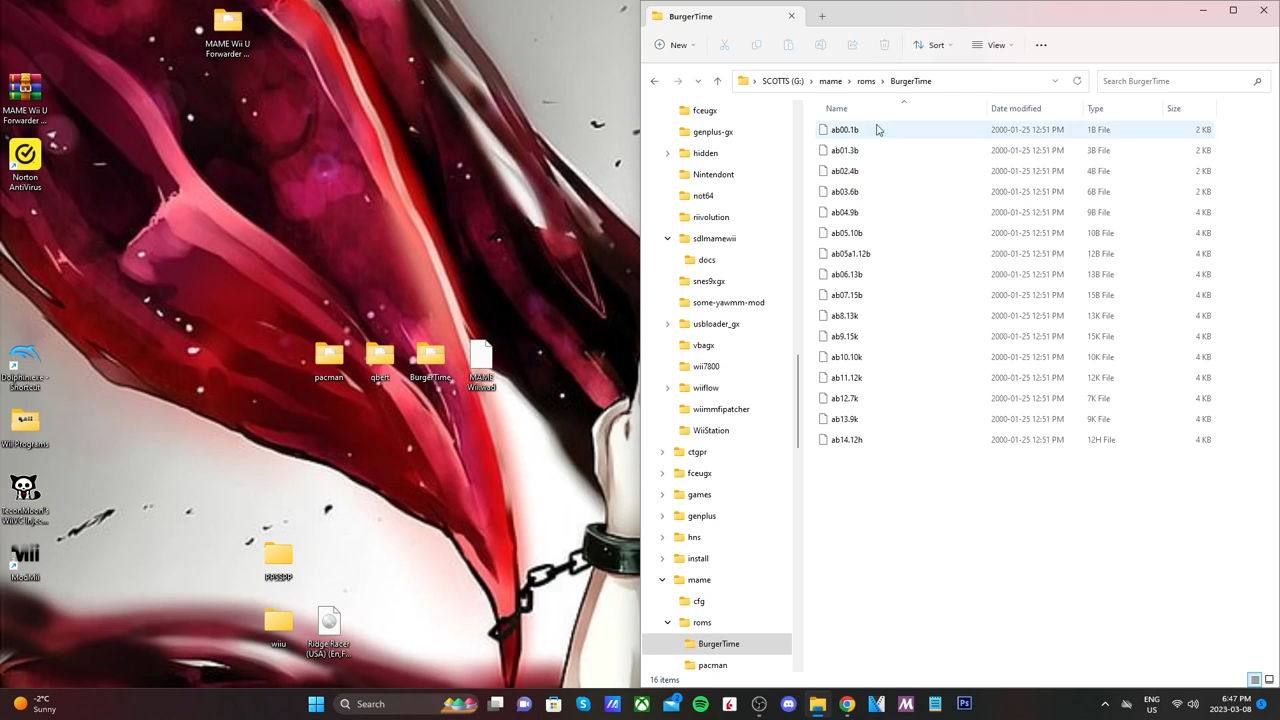 MAME Wii U
Forwarder ...
MAME Wii U
Forwarder ...
Norton
AntiVirus
Dolphin.exe -
Shortcut
Wii Programs
TeconMoon's
WiiVC Injec...
ModMii
pacman
qbert
BurgerTime
MAME
Wii.wad
PPSSPP
wiiu
Ridge Racer
(USA) (En,F...
BurgerTime
New
Sort
View
SCOTTS (G:) > mame > roms > BurgerTime
Search BurgerTime
fceugx
genplus-gx
hidden
Nintendont
not64
riivolution
sdlmamewii
docs
snes9xgx
some-yawmm-mod
usbloader_gx
vbagx
wii7800
wiiflow
wiimmfipatcher
WiiStation
ctgpr
fceugx
games
genplus
hns
install
mame
cfg
roms
BurgerTime
pacman
Name Date modified Type Size
ab00.1b 2000-01-25 12:51 PM 1B File 2 KB
ab01.3b 2000-01-25 12:51 PM 3B File 2 KB
ab02.4b 2000-01-25 12:51 PM 4B File 2 KB
ab03.6b 2000-01-25 12:51 PM 6B File 2 KB
ab04.9b 2000-01-25 12:51 PM 9B File 4 KB
ab05.10b 2000-01-25 12:51 PM 10B File 4 KB
ab05a1.12b 2000-01-25 12:51 PM 12B File 4 KB
ab06.13b 2000-01-25 12:51 PM 13B File 4 KB
ab07.15b 2000-01-25 12:51 PM 15B File 4 KB
ab8.13k 2000-01-25 12:51 PM 13K File 4 KB
ab9.15k 2000-01-25 12:51 PM 15K File 4 KB
ab10.10k 2000-01-25 12:51 PM 10K File 4 KB
ab11.12k 2000-01-25 12:51 PM 12K File 4 KB
ab12.7k 2000-01-25 12:51 PM 7K File 4 KB
ab13.9k 2000-01-25 12:51 PM 9K File 4 KB
ab14.12h 2000-01-25 12:51 PM 12H File 4 KB
16 items
-2°C
Sunny
Search
ENG
US
6:47 PM
2023-03-08